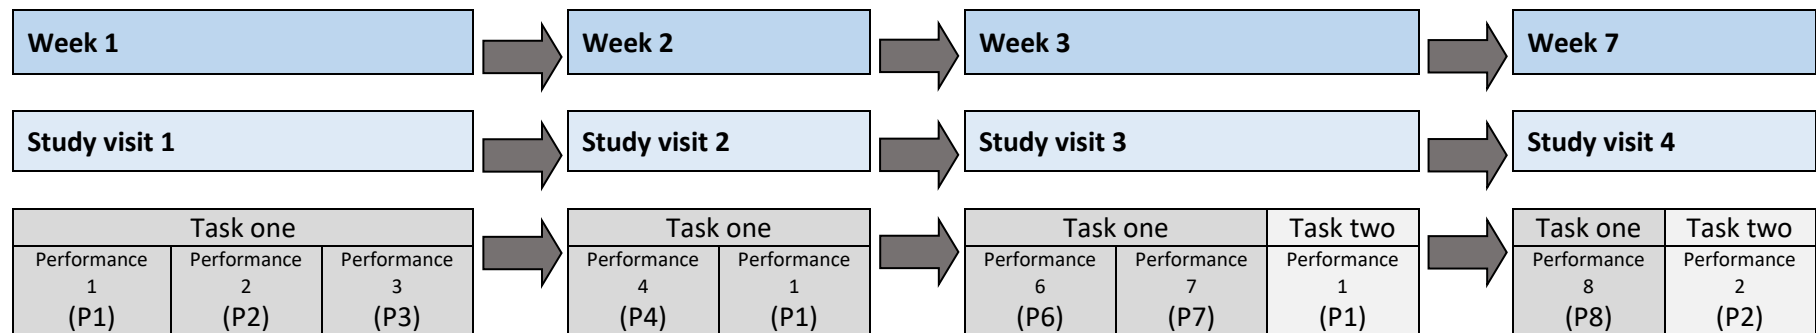 Week 1
Week 2
Week 3
Week 7
Study visit 1
Study visit 2
Study visit 3
Study visit 4
Task one
Task one
Task one
Task two
Task one
Task two
Performance
1
(P1)
Performance
2
(P2)
Performance
3
(P3)
Performance
4
(P4)
Performance
1
(P1)
Performance
6
(P6)
Performance
7
(P7)
Performance
1
(P1)
Performance
8
(P8)
Performance
2
(P2)